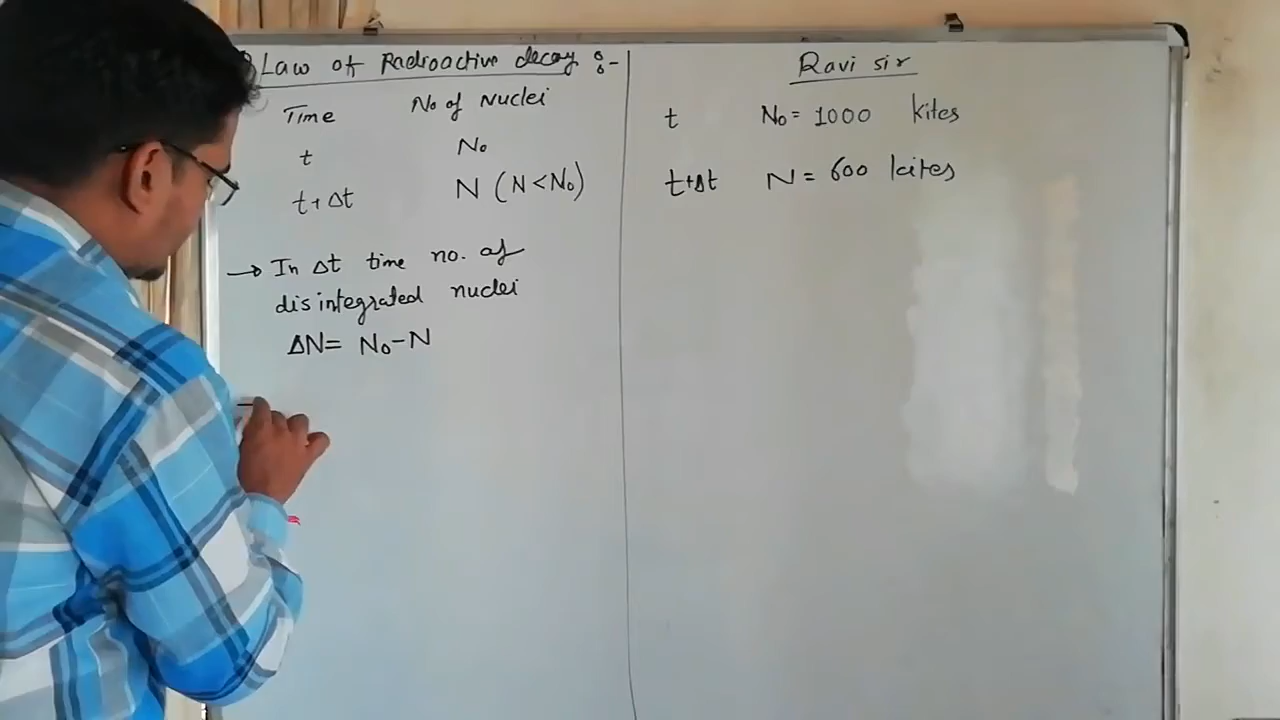 Law of Radioactive decay :-
Time No of Nuclei
t N₀
t+Δt N (N<N₀)
→ In Δt time no. of
disintegrated nuclei
ΔN= N₀-N
Ravi sir
t N₀= 1000 kites
t+Δt N = 600 kites